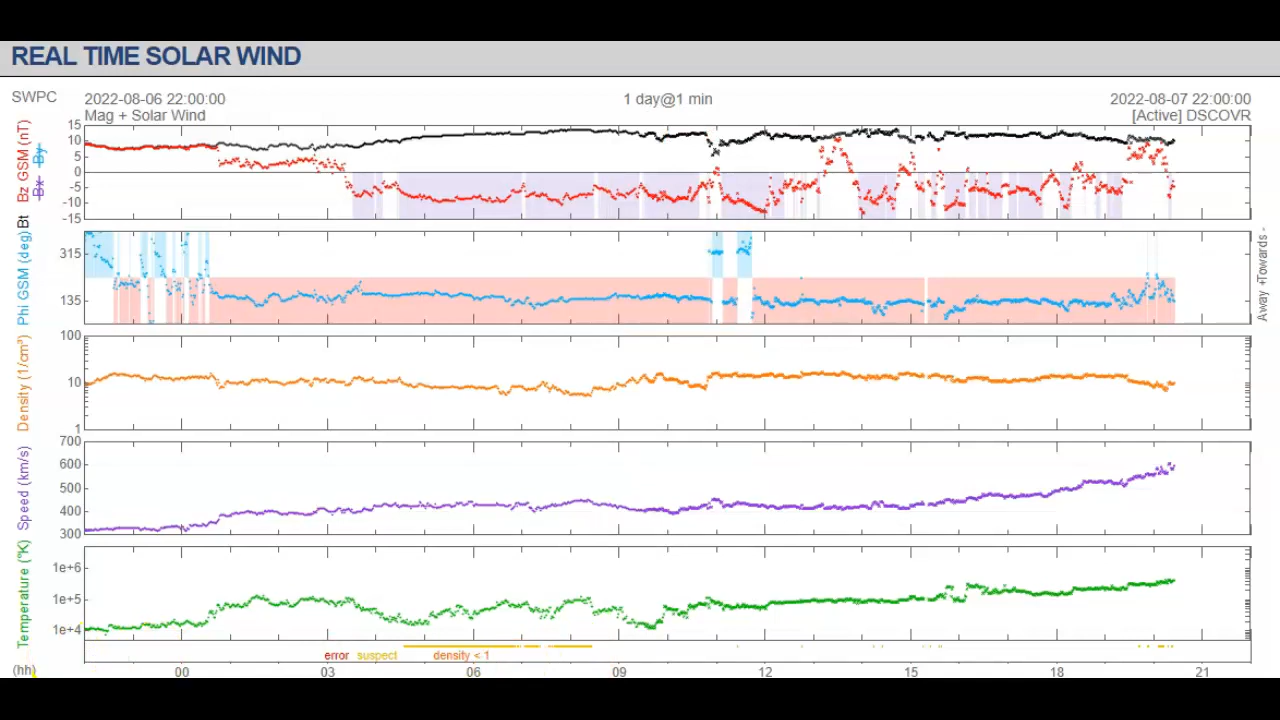 REAL TIME SOLAR WIND
SWPC
2022-08-06 22:00:00
1 day@1 min
2022-08-07 22:00:00
Mag + Solar Wind
[Active] DSCOVR
Bt Bz GSM (nT)
Bx By
15
10
5
0
-5
-10
-15
Phi GSM (deg)
315
135
Away + Towards -
Density (1/cm³)
100
10
1
Speed (km/s)
700
600
500
400
300
Temperature (°K)
1e+6
1e+5
1e+4
error suspect density < 1
(hh) 00 03 06 09 12 15 18 21